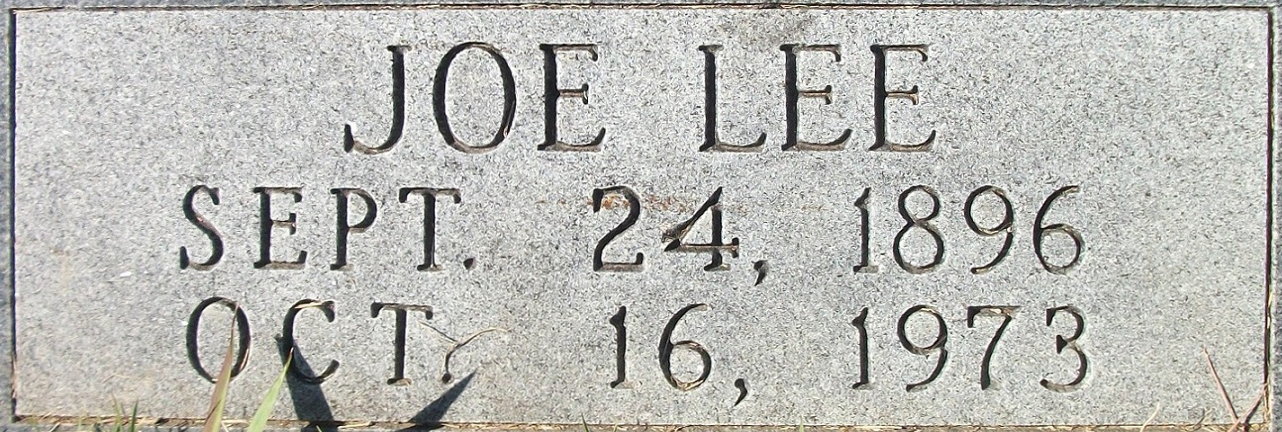 JOE LEE
SEPT. 24, 1896
OCT. 16, 1973